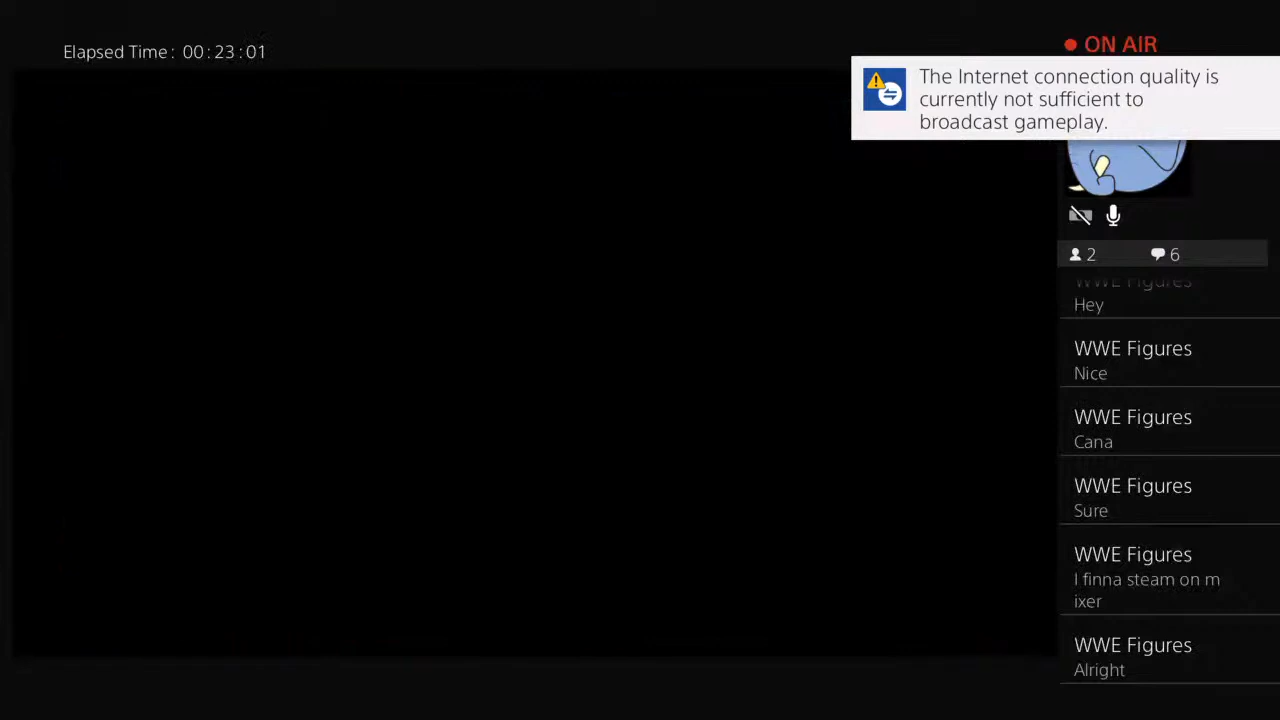 Elapsed Time: 00:23:01
ON AIR
The Internet connection quality is
currently not sufficient to
broadcast gameplay.
2 6
WWE Figures
Hey
WWE Figures
Nice
WWE Figures
Cana
WWE Figures
Sure
WWE Figures
I finna steam on m
ixer
WWE Figures
Alright